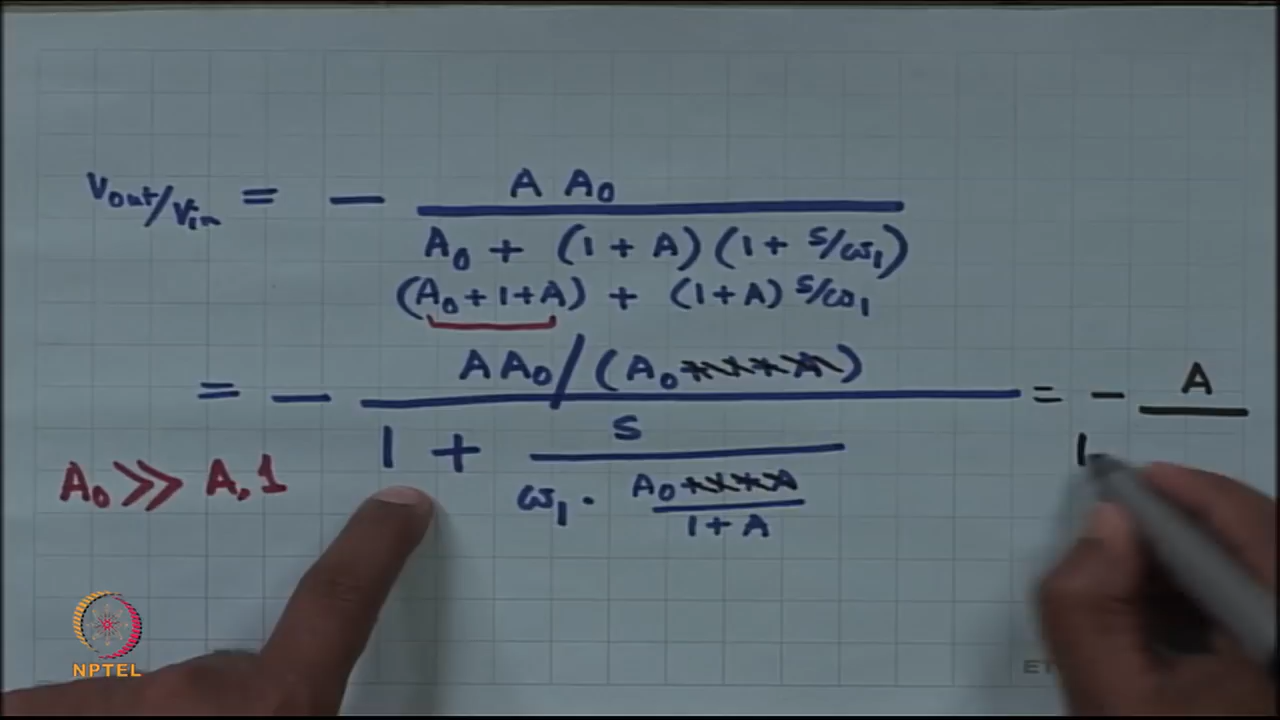 Vout/Vin = - A A0
A0 + (1 + A) (1 + s/ω1)
(A0 + 1 + A) + (1+A) s/ω1
= - A A0 / (A0) = - A
1 + s 1
A0 >> A, 1 ω1 · A0
1 + A
NPTEL